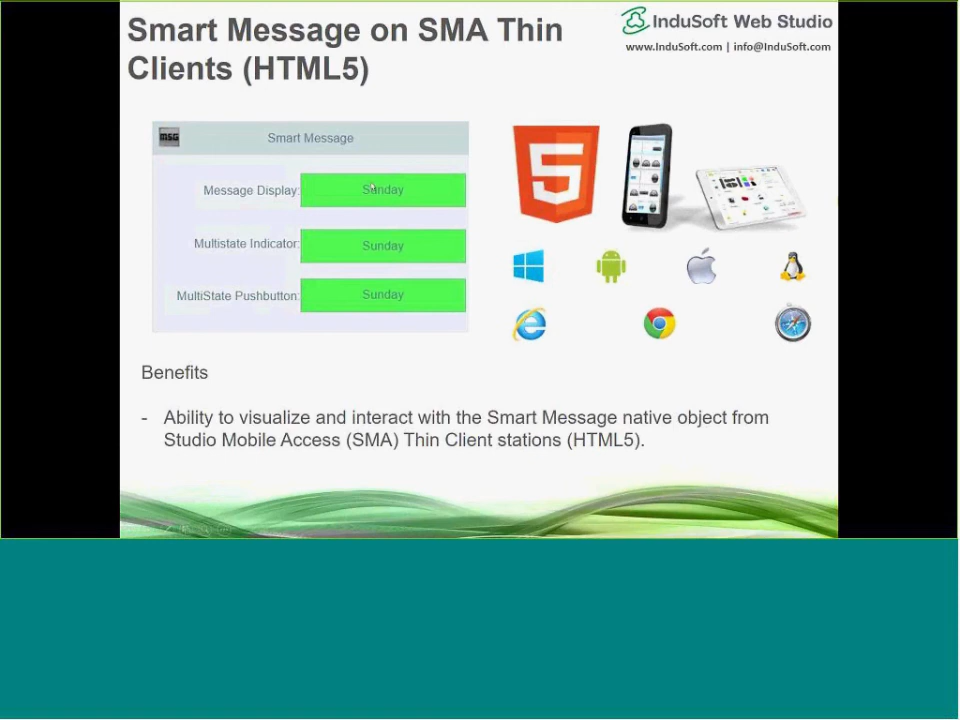 Smart Message on SMA Thin
Clients (HTML5)
InduSoft Web Studio
www.InduSoft.com | info@InduSoft.com
MSG
Smart Message
Message Display:
Sunday
Multistate Indicator:
Sunday
MultiState Pushbutton:
Sunday
5
Benefits
- Ability to visualize and interact with the Smart Message native object from
Studio Mobile Access (SMA) Thin Client stations (HTML5).